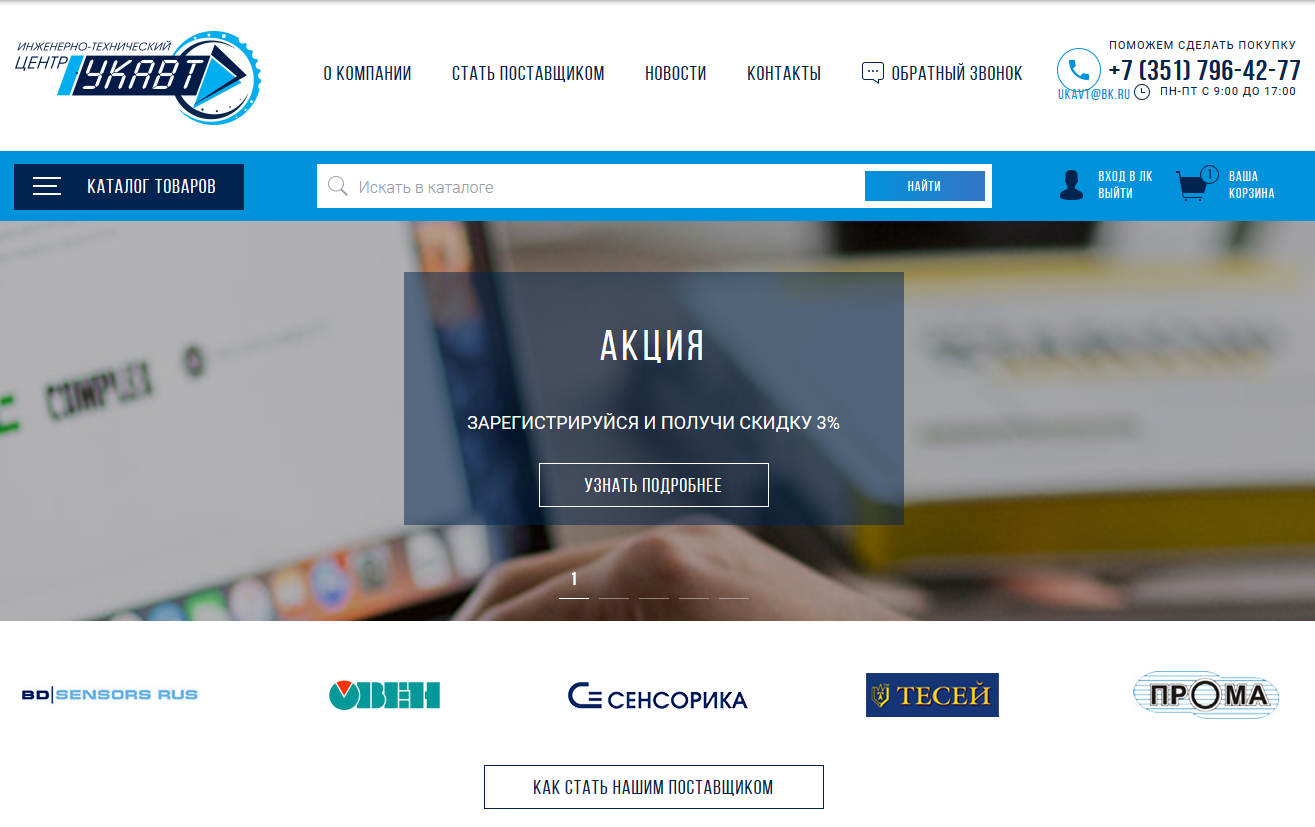 ИНЖЕНЕРНО-ТЕХНИЧЕСКИЙ
ЦЕНТР УКАВТ
О КОМПАНИИ
СТАТЬ ПОСТАВЩИКОМ
НОВОСТИ
КОНТАКТЫ
ОБРАТНЫЙ ЗВОНОК
ПОМОЖЕМ СДЕЛАТЬ ПОКУПКУ
+7 (351) 796-42-77
UKAVT@BK.RU
ПН-ПТ С 9:00 ДО 17:00
КАТАЛОГ ТОВАРОВ
Искать в каталоге
НАЙТИ
ВХОД В ЛК
ВЫЙТИ
1
ВАША
КОРЗИНА
АКЦИЯ
ЗАРЕГИСТРИРУЙСЯ И ПОЛУЧИ СКИДКУ 3%
УЗНАТЬ ПОДРОБНЕЕ
1
BD|SENSORS RUS
ОВЕН
СЕНСОРИКА
ТЕСЕЙ
ПРОМА
КАК СТАТЬ НАШИМ ПОСТАВЩИКОМ